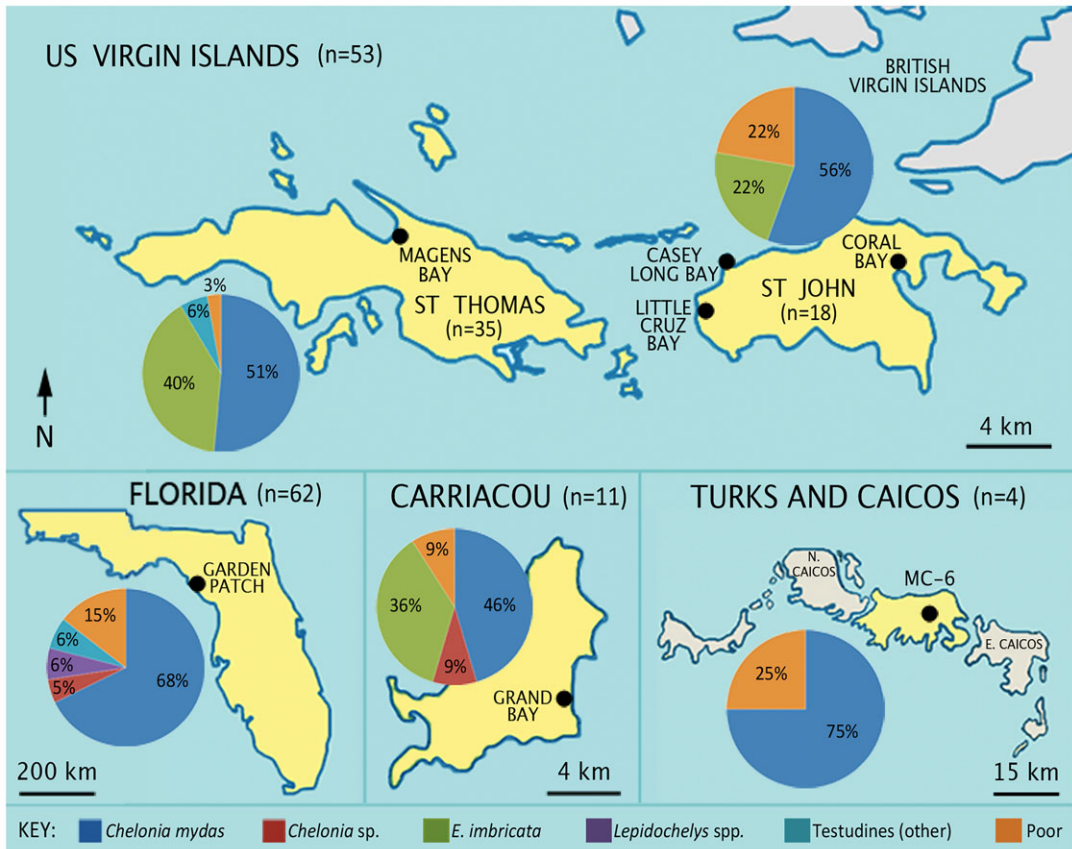 US VIRGIN ISLANDS (n=53)
BRITISH
VIRGIN ISLANDS
22%
56%
22%
MAGENS
BAY
CASEY
LONG BAY
CORAL
BAY
ST THOMAS
(n=35)
ST JOHN
(n=18)
LITTLE
CRUZ
BAY
3%
6%
40%
51%
N
4 km
FLORIDA (n=62)
GARDEN
PATCH
15%
6%
6%
5%
68%
200 km
CARRIACOU (n=11)
9%
36%
46%
9%
GRAND
BAY
4 km
TURKS AND CAICOS (n=4)
N.
CAICOS
MC-6
E. CAICOS
25%
75%
15 km
KEY: Chelonia mydas Chelonia sp. E. imbricata Lepidochelys spp. Testudines (other) Poor